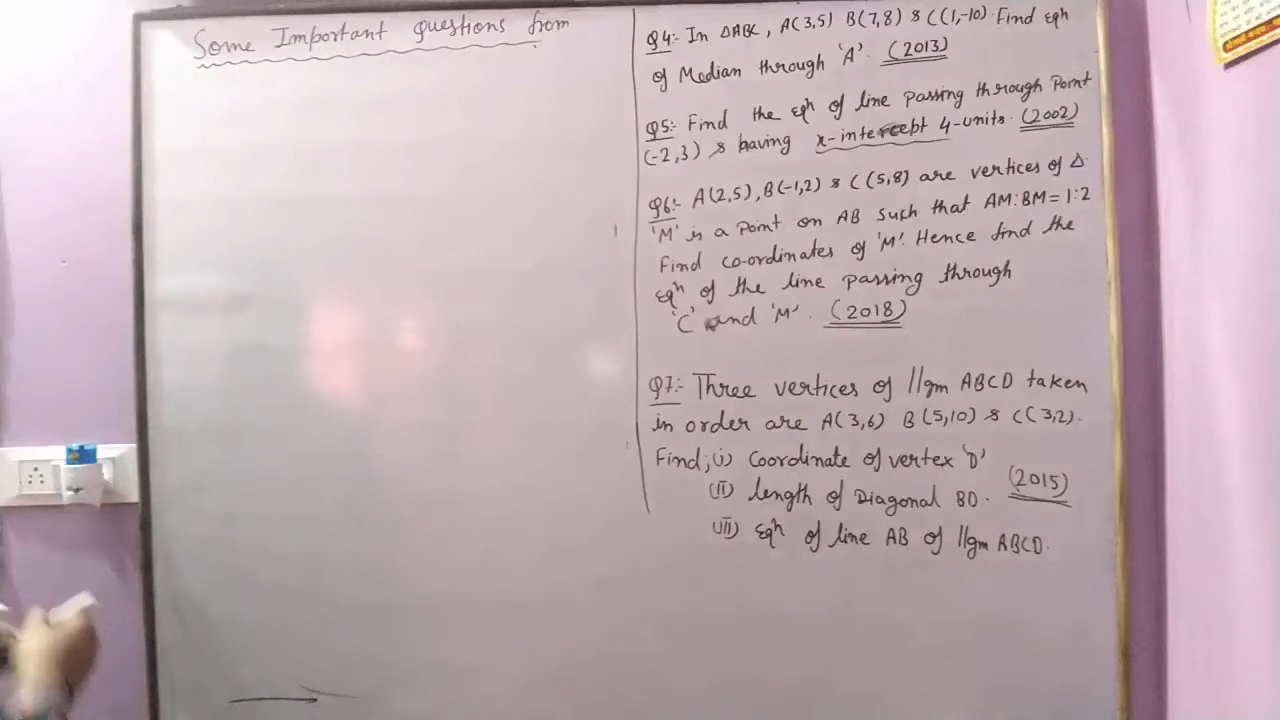 Some Important questions from
Q4:- In ΔABC, A(3,5) B(7,8) & C(1,-10). Find eqn
of Median through 'A'. (2013)
Q5:- Find the eqn of line passing through Point
(-2,3) & having x-intercept 4-units. (2002)
Q6:- A(2,5), B(-1,2) & C(5,8) are vertices of Δ.
'M' is a point on AB such that AM:BM=1:2
Find co-ordinates of 'M'. Hence find the
eqn of the line passing through
'C' and 'M'. (2018)
Q7:- Three vertices of llgm ABCD taken
in order are A(3,6) B(5,10) & C(3,2).
Find; (i) Coordinate of vertex 'D'
(ii) length of Diagonal BD. (2015)
(iii) eqn of line AB of llgm ABCD.